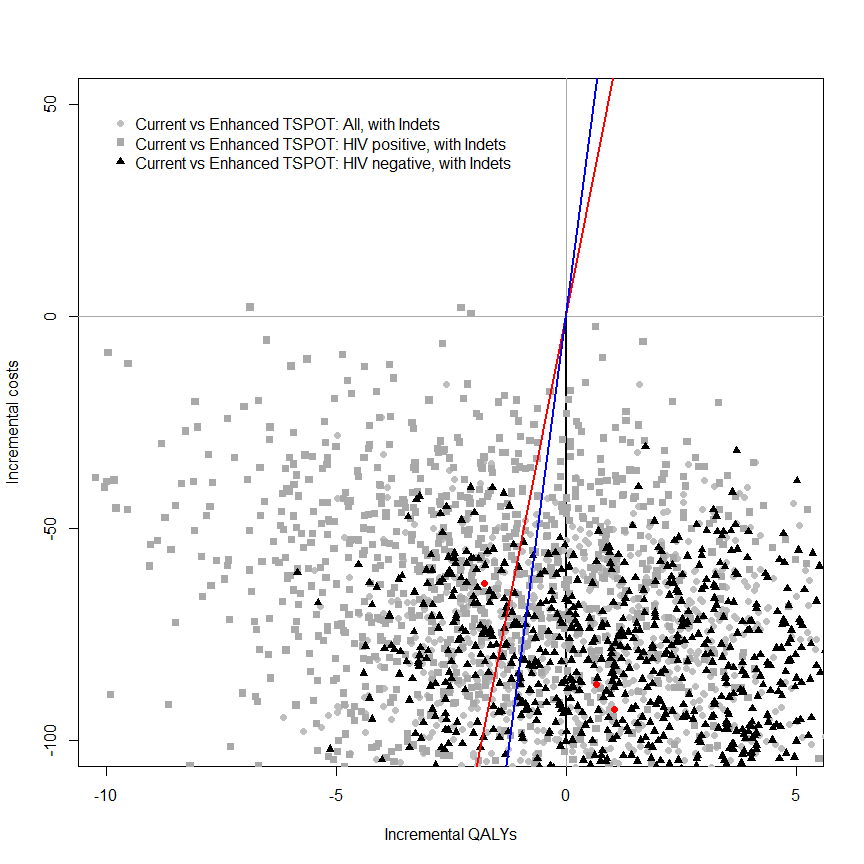 50
0
-50
-100
Incremental costs
Current vs Enhanced TSPOT: All, with Indets
Current vs Enhanced TSPOT: HIV positive, with Indets
Current vs Enhanced TSPOT: HIV negative, with Indets
-10
-5
0
5
Incremental QALYs